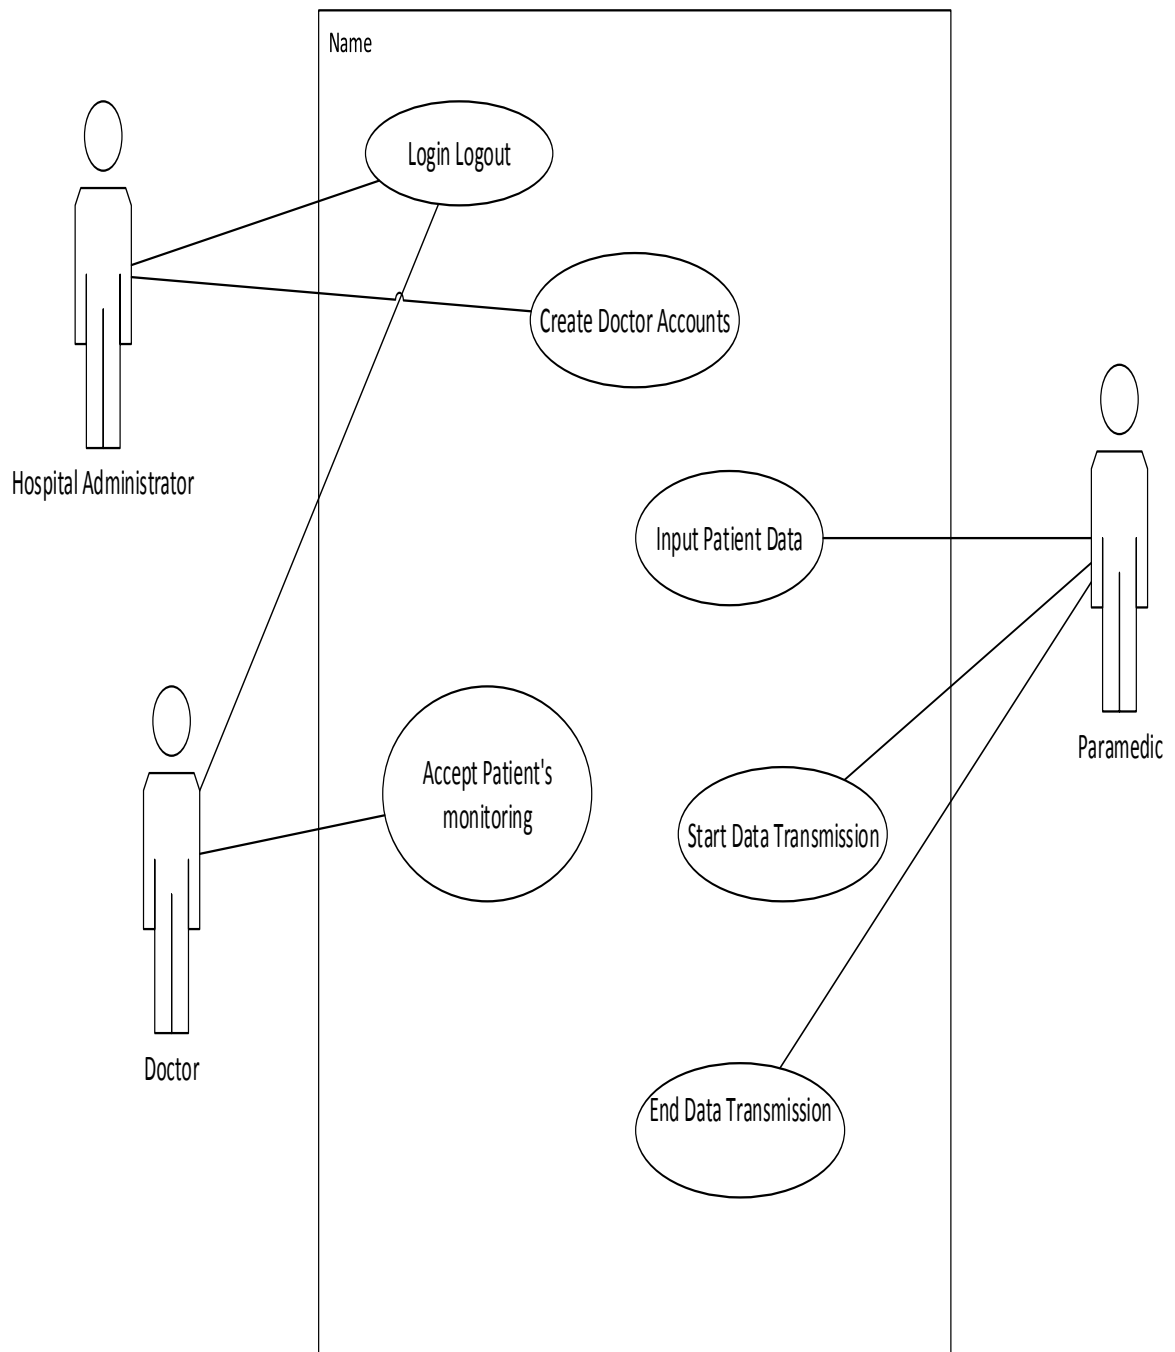 Name
Login Logout
Create Doctor Accounts
Hospital Administrator
Input Patient Data
Paramedic
Accept Patient's
monitoring
Start Data Transmission
Doctor
End Data Transmission